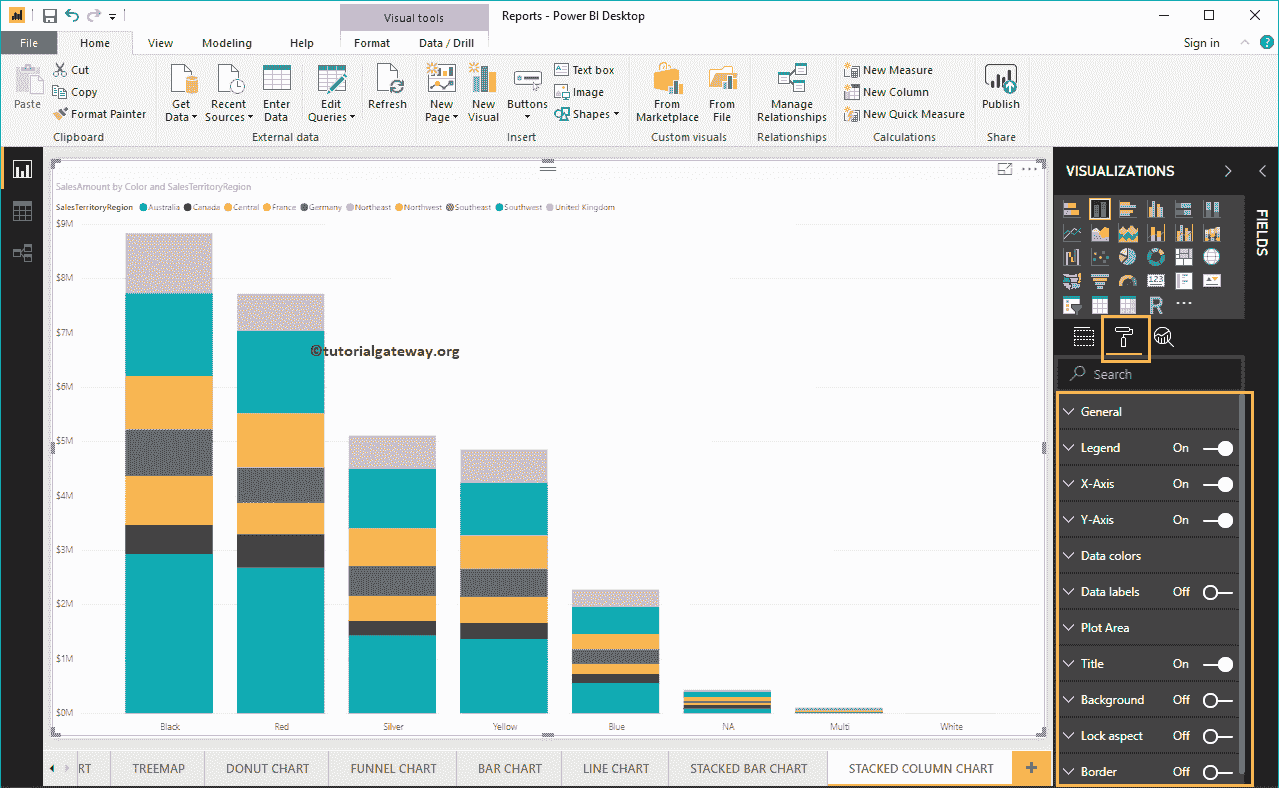 Visual tools
Reports - Power BI Desktop
File Home View Modeling Help Format Data / Drill Sign in ?
Paste
Cut
Copy
Format Painter
Clipboard
Get Data
Recent Sources
Enter Data
Edit Queries
External data
Refresh
New Page
New Visual
Buttons
Text box
Image
Shapes
Insert
From Marketplace
From File
Custom visuals
Manage Relationships
Relationships
New Measure
New Column
New Quick Measure
Calculations
Publish
Share
SalesAmount by Color and SalesTerritoryRegion
SalesTerritoryRegion Australia Canada Central France Germany Northeast Northwest Southeast Southwest United Kingdom
$9M
$8M
$7M
$6M
$5M
$4M
$3M
$2M
$1M
$0M
©tutorialgateway.org
Black Red Silver Yellow Blue NA Multi White
VISUALIZATIONS
FIELDS
123
R
Search
General
Legend On
X-Axis On
Y-Axis On
Data colors
Data labels Off
Plot Area
Title On
Background Off
Lock aspect Off
Border Off
RT TREEMAP DONUT CHART FUNNEL CHART BAR CHART LINE CHART STACKED BAR CHART STACKED COLUMN CHART +